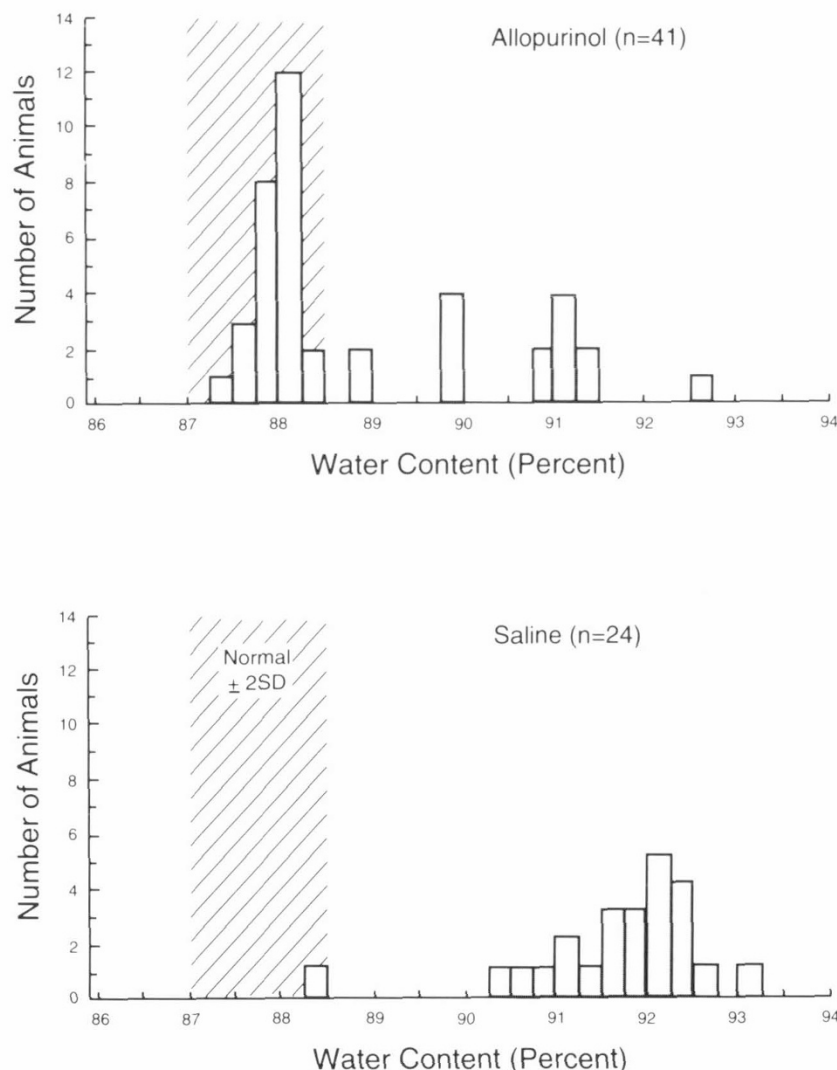 14
12
10
8
6
4
2
0
Number of Animals
Allopurinol (n=41)
86 87 88 89 90 91 92 93 94
Water Content (Percent)
14
12
10
8
6
4
2
0
Number of Animals
Normal
± 2SD
Saline (n=24)
86 87 88 89 90 91 92 93 94
Water Content (Percent)